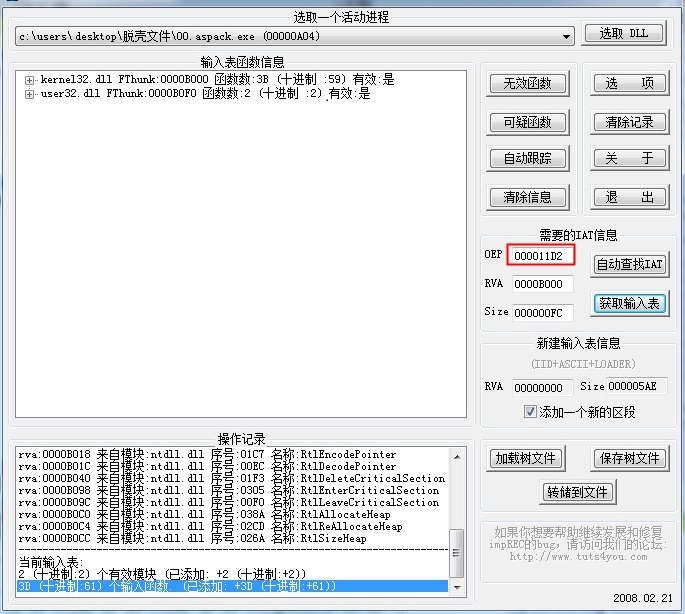 选取一个活动进程
c:\users\desktop\脱壳文件\00.aspack.exe (00000A04)
选取 DLL
输入表函数信息
kernel32.dll FThunk:0000B000 函数数:3B (十进制 :59) 有效:是
user32.dll FThunk:0000B0F0 函数数:2 (十进制 :2) 有效:是
无效函数
选 项
可疑函数
清除记录
自动跟踪
关 于
清除信息
退 出
需要的IAT信息
OEP 000011D2
自动查找IAT
RVA 0000B000
获取输入表
Size 000000FC
新建输入表信息
(IID+ASCII+LOADER)
RVA 00000000 Size 000005AE
添加一个新的区段
操作记录
rva:0000B018 来自模块:ntdll.dll 序号:01C7 名称:RtlEncodePointer
rva:0000B01C 来自模块:ntdll.dll 序号:00EC 名称:RtlDecodePointer
rva:0000B040 来自模块:ntdll.dll 序号:01F3 名称:RtlDeleteCriticalSection
rva:0000B098 来自模块:ntdll.dll 序号:0305 名称:RtlEnterCriticalSection
rva:0000B09C 来自模块:ntdll.dll 序号:00F0 名称:RtlLeaveCriticalSection
rva:0000B0C0 来自模块:ntdll.dll 序号:038A 名称:RtlAllocateHeap
rva:0000B0C4 来自模块:ntdll.dll 序号:02CD 名称:RtlReAllocateHeap
rva:0000B0CC 来自模块:ntdll.dll 序号:026A 名称:RtlSizeHeap
当前输入表:
2 (十进制:2) 个有效模块 (已添加: +2 (十进制:+2))
3D (十进制:61) 个输入函数. (已添加: +3D (十进制:+61))
加载树文件
保存树文件
转储到文件
如果你想要帮助继续发展和修复
impREC的bug, 请访问我们的论坛:
http://www.tuts4you.com
2008.02.21